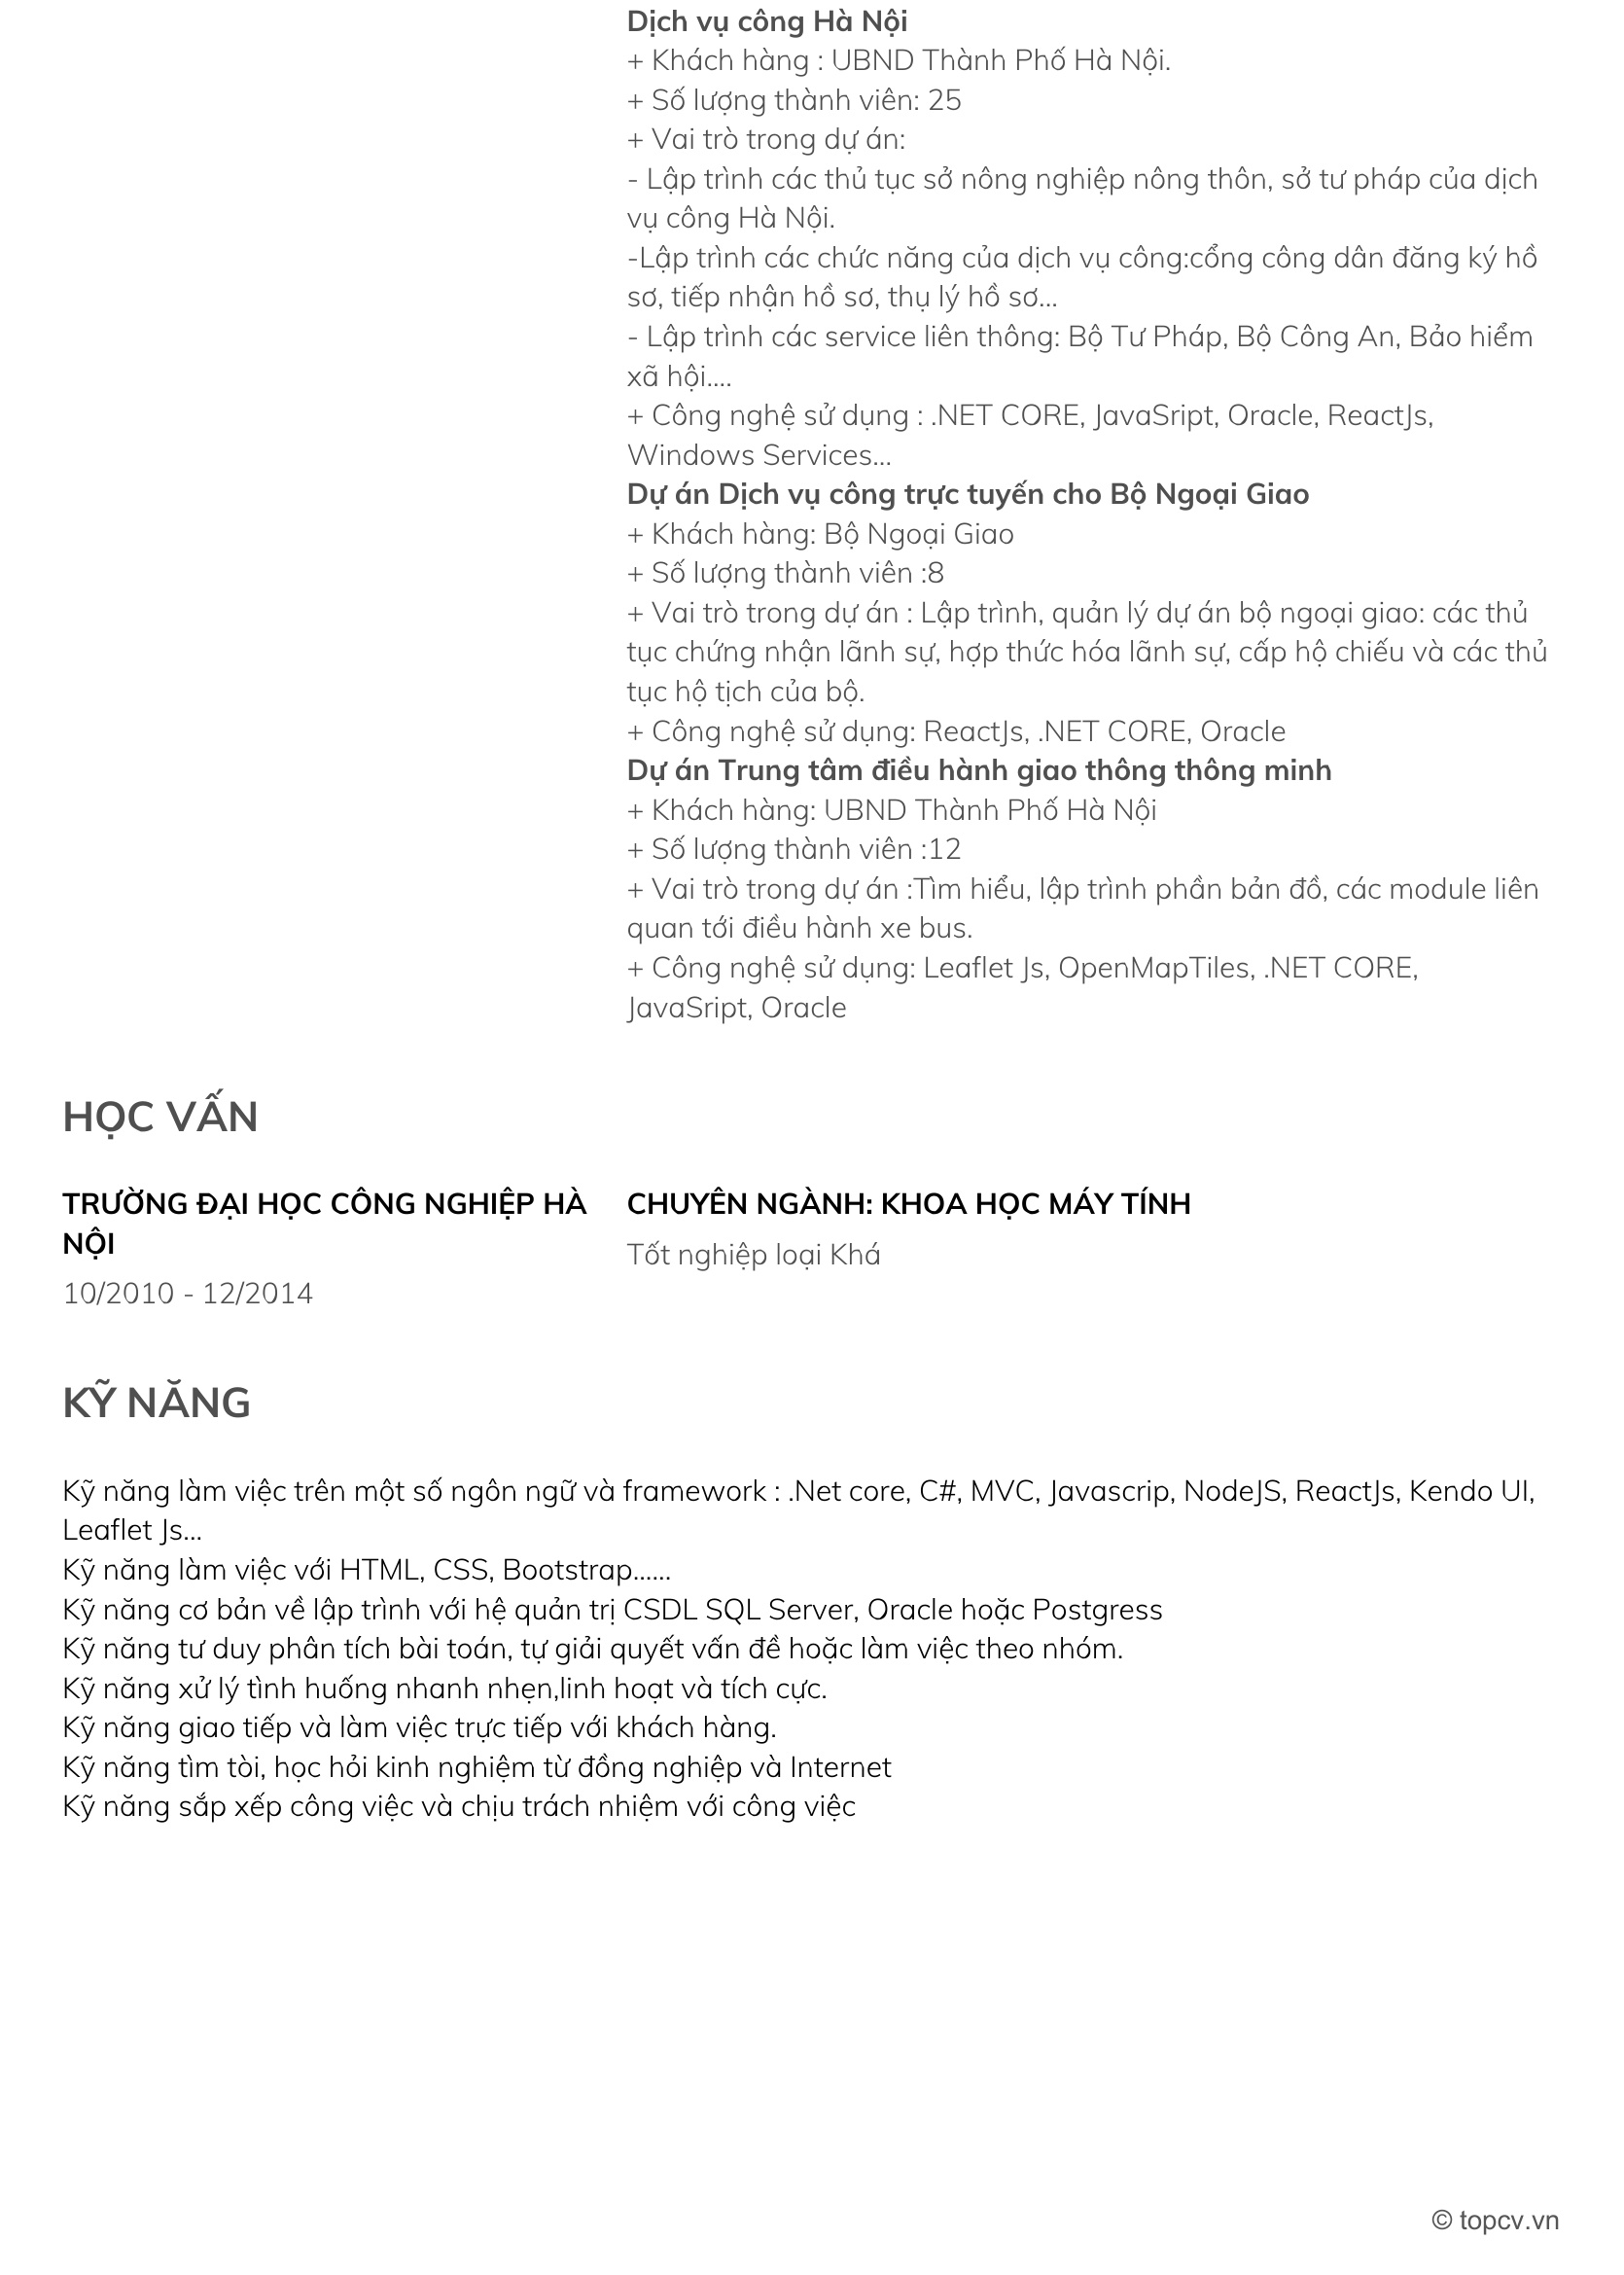 Dịch vụ công Hà Nội
+ Khách hàng : UBND Thành Phố Hà Nội.
+ Số lượng thành viên: 25
+ Vai trò trong dự án:
- Lập trình các thủ tục sở nông nghiệp nông thôn, sở tư pháp của dịch
vụ công Hà Nội.
-Lập trình các chức năng của dịch vụ công:cổng công dân đăng ký hồ
sơ, tiếp nhận hồ sơ, thụ lý hồ sơ...
- Lập trình các service liên thông: Bộ Tư Pháp, Bộ Công An, Bảo hiểm
xã hội....
+ Công nghệ sử dụng : .NET CORE, JavaSript, Oracle, ReactJs,
Windows Services...
Dự án Dịch vụ công trực tuyến cho Bộ Ngoại Giao
+ Khách hàng: Bộ Ngoại Giao
+ Số lượng thành viên :8
+ Vai trò trong dự án : Lập trình, quản lý dự án bộ ngoại giao: các thủ
tục chứng nhận lãnh sự, hợp thức hóa lãnh sự, cấp hộ chiếu và các thủ
tục hộ tịch của bộ.
+ Công nghệ sử dụng: ReactJs, .NET CORE, Oracle
Dự án Trung tâm điều hành giao thông thông minh
+ Khách hàng: UBND Thành Phố Hà Nội
+ Số lượng thành viên :12
+ Vai trò trong dự án :Tìm hiểu, lập trình phần bản đồ, các module liên
quan tới điều hành xe bus.
+ Công nghệ sử dụng: Leaflet Js, OpenMapTiles, .NET CORE,
JavaSript, Oracle
HỌC VẤN
TRƯỜNG ĐẠI HỌC CÔNG NGHIỆP HÀ
NỘI
10/2010 - 12/2014
CHUYÊN NGÀNH: KHOA HỌC MÁY TÍNH
Tốt nghiệp loại Khá
KỸ NĂNG
Kỹ năng làm việc trên một số ngôn ngữ và framework : .Net core, C#, MVC, Javascrip, NodeJS, ReactJs, Kendo UI,
Leaflet Js...
Kỹ năng làm việc với HTML, CSS, Bootstrap......
Kỹ năng cơ bản về lập trình với hệ quản trị CSDL SQL Server, Oracle hoặc Postgress
Kỹ năng tư duy phân tích bài toán, tự giải quyết vấn đề hoặc làm việc theo nhóm.
Kỹ năng xử lý tình huống nhanh nhẹn,linh hoạt và tích cực.
Kỹ năng giao tiếp và làm việc trực tiếp với khách hàng.
Kỹ năng tìm tòi, học hỏi kinh nghiệm từ đồng nghiệp và Internet
Kỹ năng sắp xếp công việc và chịu trách nhiệm với công việc
© topcv.vn